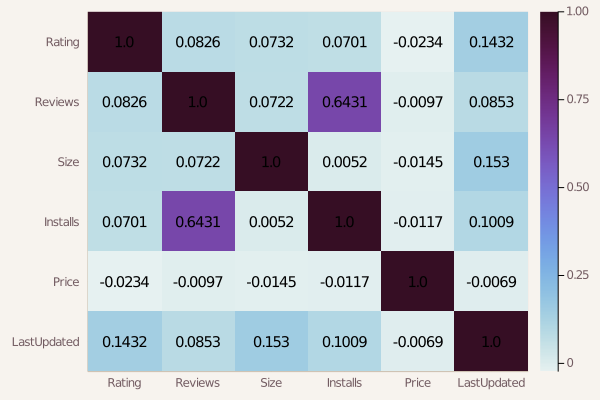 1.00
Rating 1.0 0.0826 0.0732 0.0701 -0.0234 0.1432
Reviews 0.0826 1.0 0.0722 0.6431 -0.0097 0.0853
0.75
Size 0.0732 0.0722 1.0 0.0052 -0.0145 0.153
0.50
Installs 0.0701 0.6431 0.0052 1.0 -0.0117 0.1009
0.25
Price -0.0234 -0.0097 -0.0145 -0.0117 1.0 -0.0069
LastUpdated 0.1432 0.0853 0.153 0.1009 -0.0069 1.0
0
Rating Reviews Size Installs Price LastUpdated